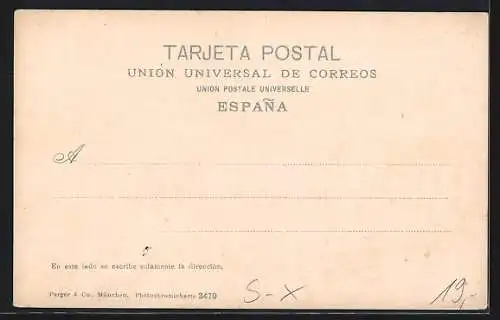 TARJETA POSTAL
UNIÓN UNIVERSAL DE CORREOS
UNION POSTALE UNIVERSELLE
ESPAÑA
A
En este lado se escribe solamente la dirección.
Purger & Co., München, Photochromiekarte 2479
S-X
19,-